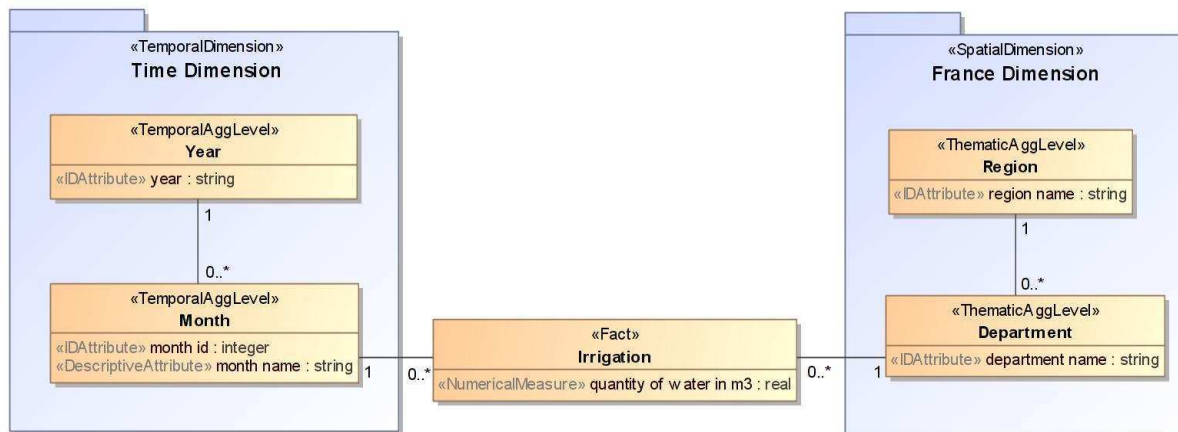 «TemporalDimension»
Time Dimension
«TemporalAggLevel»
Year
«IDAttribute» year : string
1
0..*
«TemporalAggLevel»
Month
«IDAttribute» month id : integer
«DescriptiveAttribute» month name : string
1
0..*
«Fact»
Irrigation
«NumericalMeasure» quantity of water in m3 : real
0..*
1
«SpatialDimension»
France Dimension
«ThematicAggLevel»
Region
«IDAttribute» region name : string
1
0..*
«ThematicAggLevel»
Department
«IDAttribute» department name : string